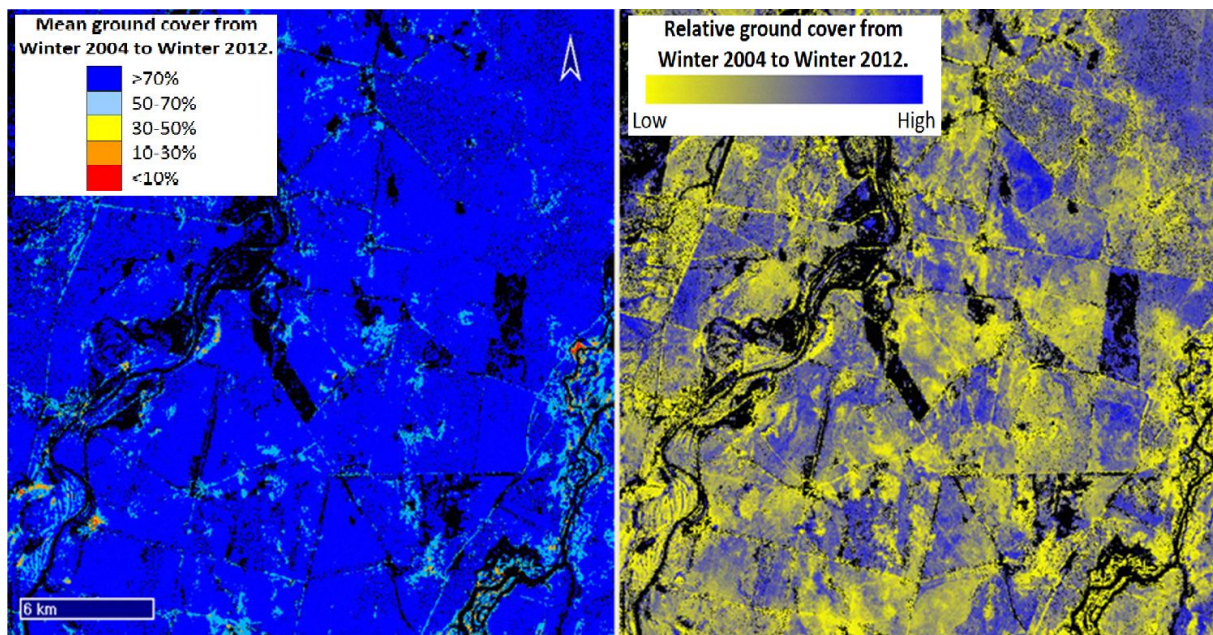 Mean ground cover from
Winter 2004 to Winter 2012.
>70%
50-70%
30-50%
10-30%
<10%
6 km
Relative ground cover from
Winter 2004 to Winter 2012.
Low High